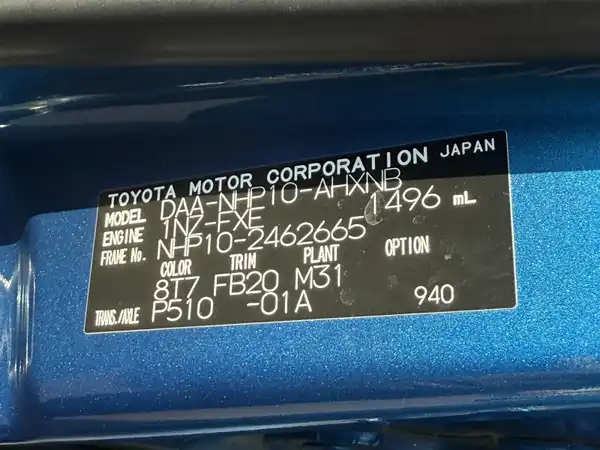 TOYOTA MOTOR CORPORATION JAPAN
MODEL DAA-NHP10-AHXNB
ENGINE 1NZ-FXE 1496 mL
FRAME No. NHP10-2462665
COLOR TRIM PLANT OPTION
8T7 FB20 M31
TRANS./AXLE P510 -01A 940